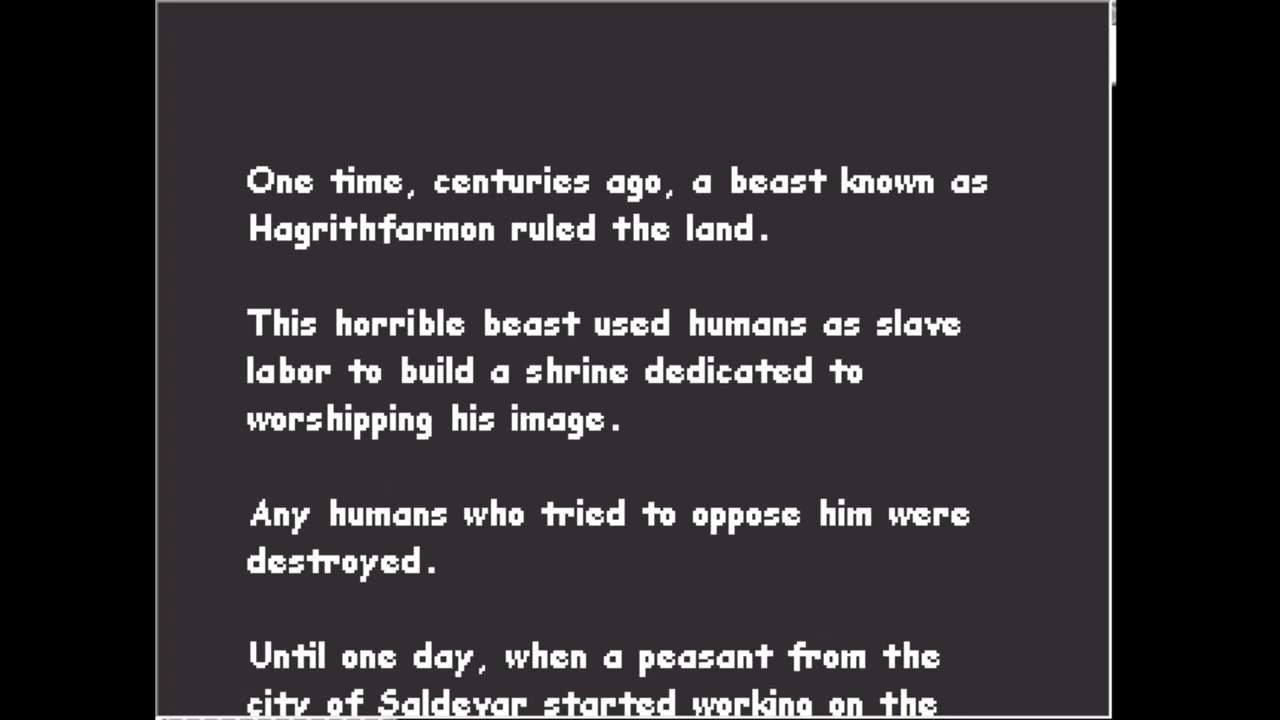 One time, centuries ago, a beast known as
Hagrithfarmon ruled the land.
This horrible beast used humans as slave
labor to build a shrine dedicated to
worshipping his image.
Any humans who tried to oppose him were
destroyed.
Until one day, when a peasant from the
city of Saldevar started working on the